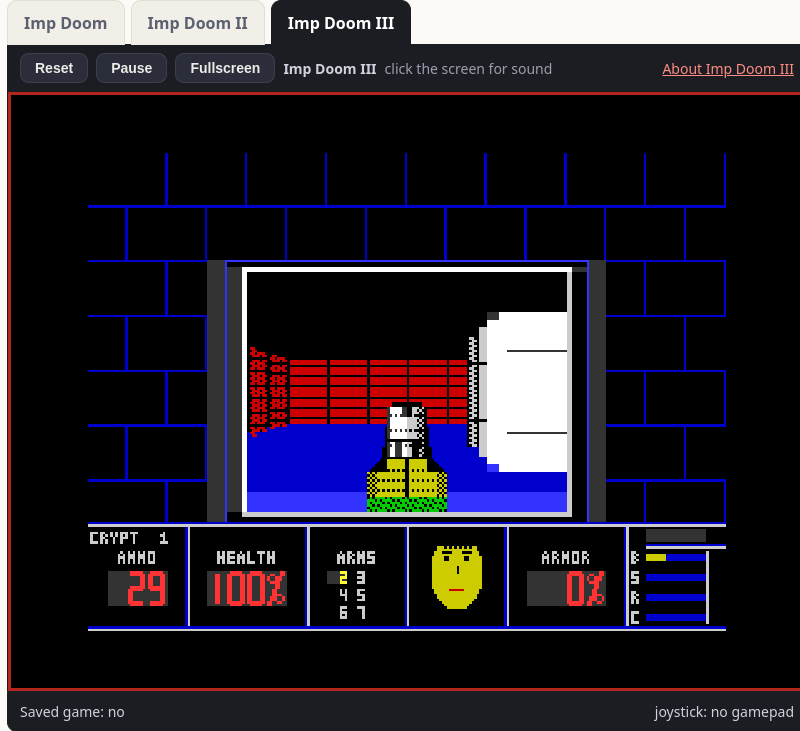 Imp Doom Imp Doom II Imp Doom III
Reset Pause Fullscreen Imp Doom III click the screen for sound About Imp Doom III
CRYPT 1
AMMO HEALTH ARMS ARMOR
29 100% 2 3 0%
4 5
6 7
B
S
R
C
Saved game: no joystick: no gamepad